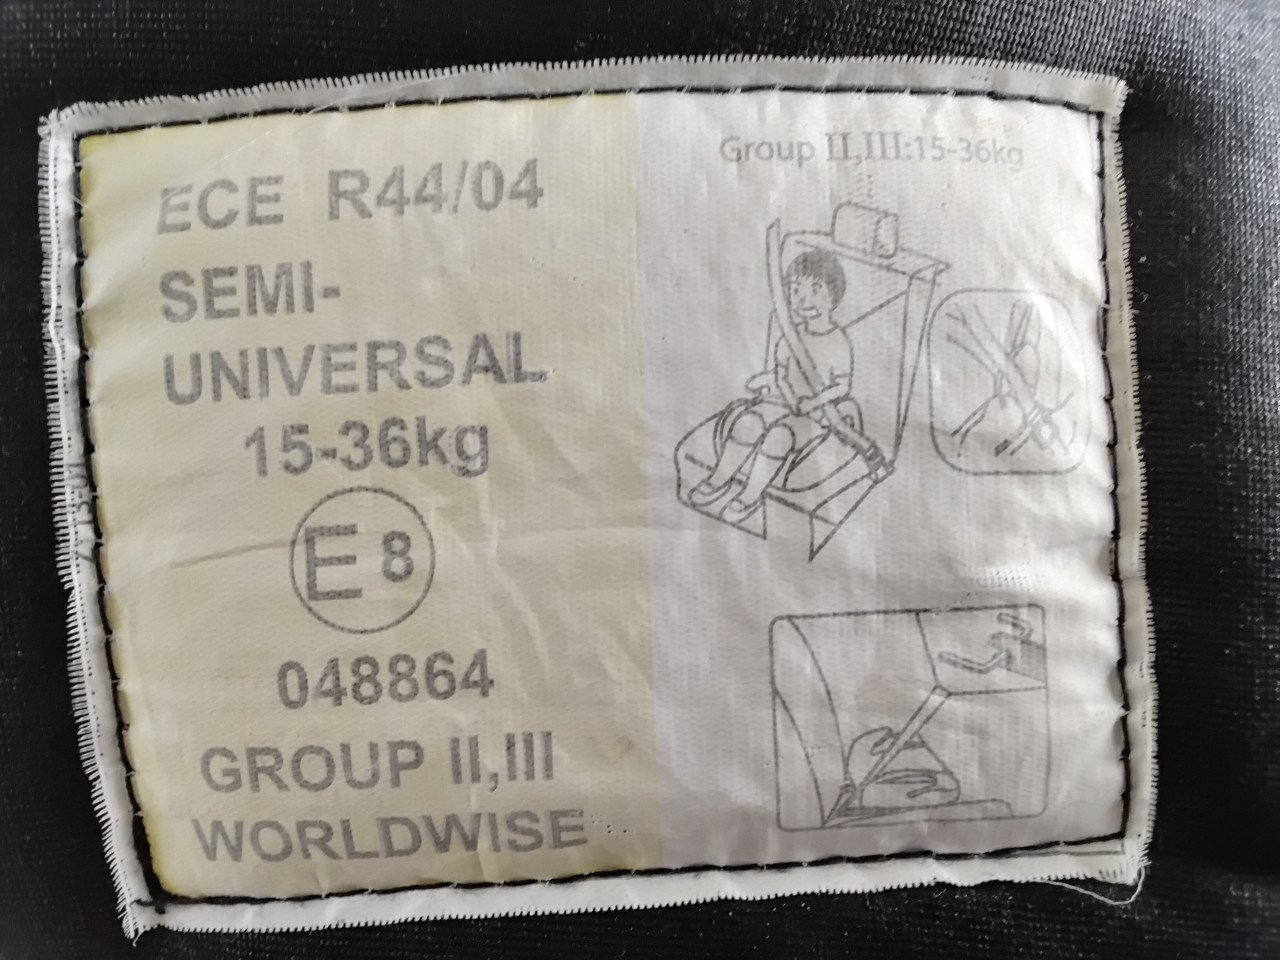 ECE R44/04
SEMI-
UNIVERSAL
15-36kg
E 8
048864
GROUP II,III
WORLDWISE
Group II,III:15-36kg